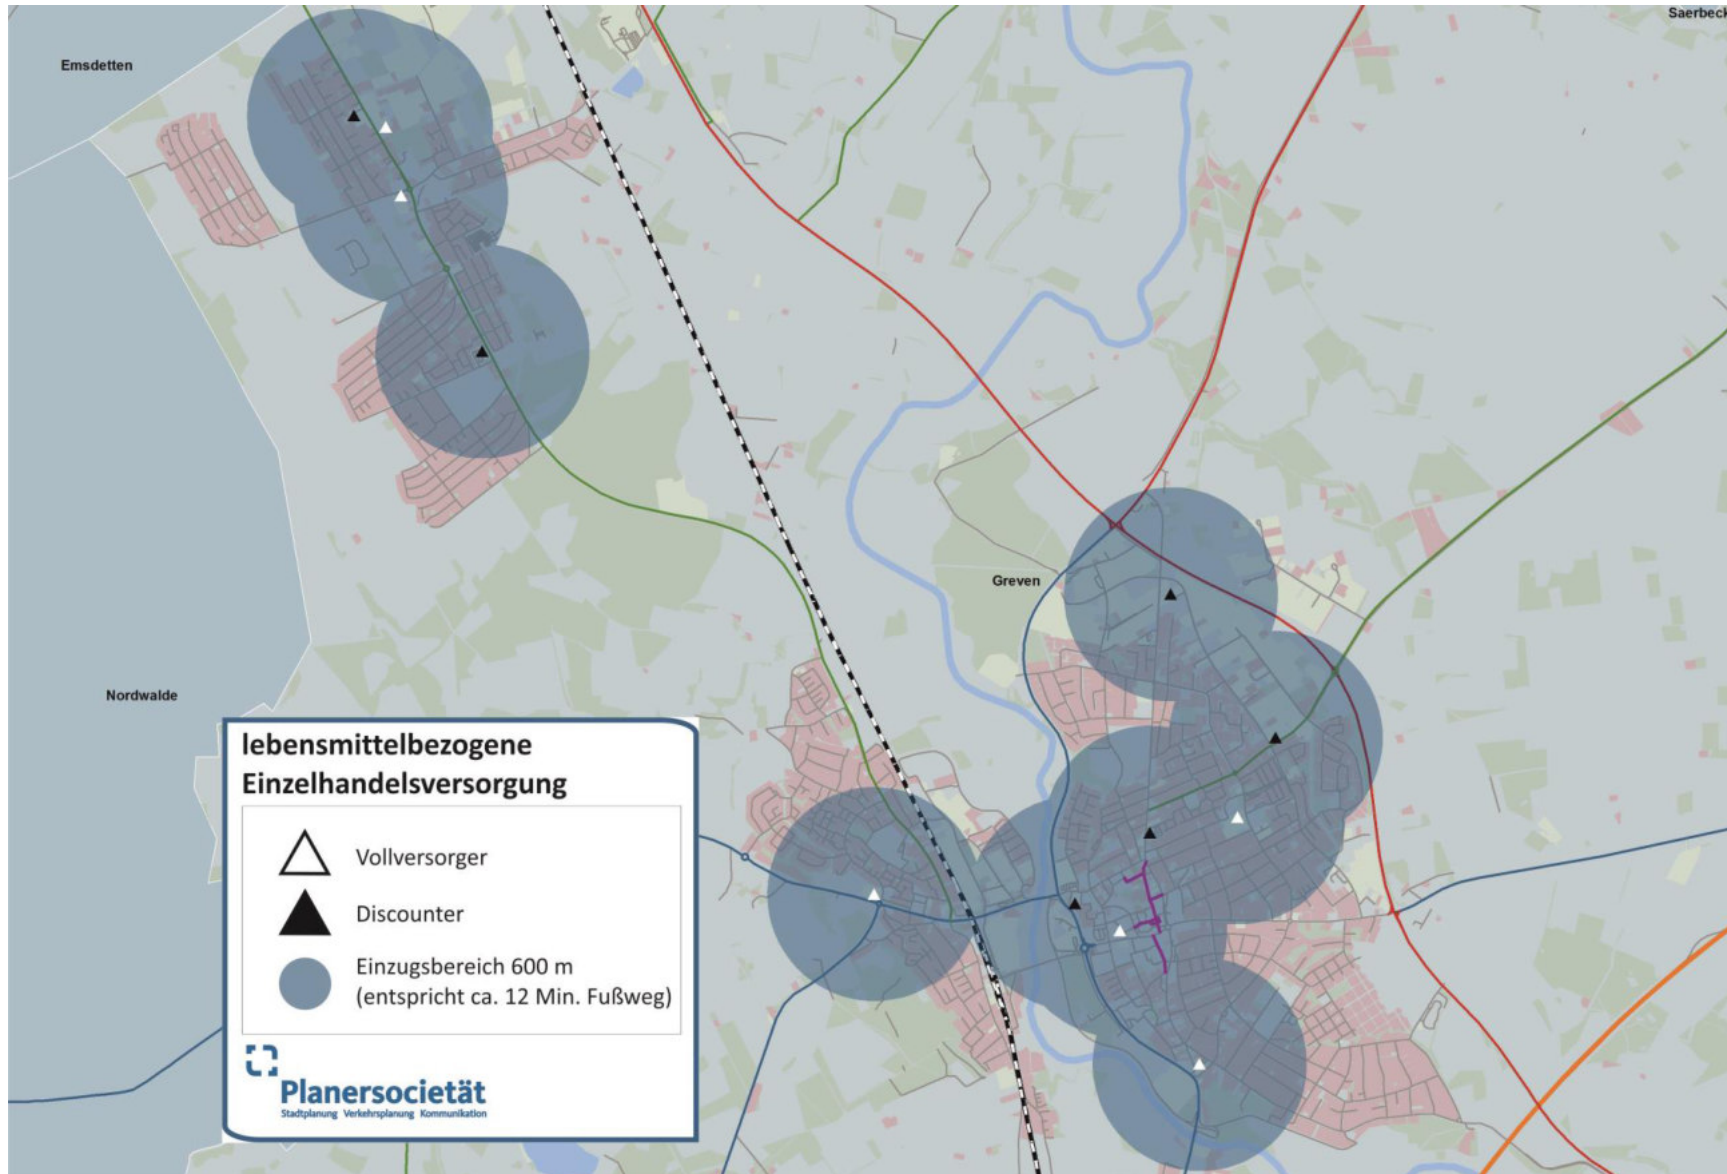 Saerbeck
Emsdetten
Greven
Nordwalde
lebensmittelbezogene
Einzelhandelsversorgung
Vollversorger
Discounter
Einzugsbereich 600 m
(entspricht ca. 12 Min. Fußweg)
Planersocietät
Stadtplanung Verkehrsplanung Kommunikation